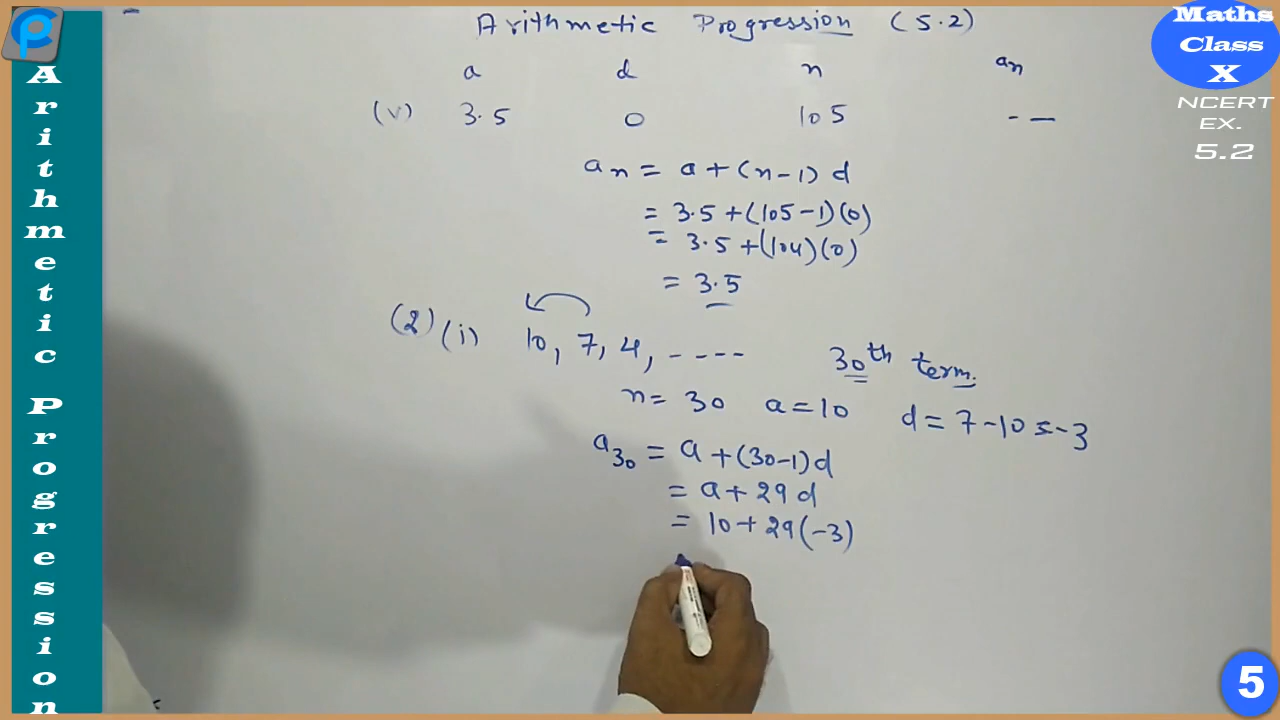 Arithmetic Progression (5.2)
a d n an
(v) 3.5 0 105 - —
an = a + (n-1) d
= 3.5 + (105-1)(0)
= 3.5 + (104)(0)
= 3.5
(2) (i) 10, 7, 4, ---- 30th term.
n = 30 a = 10 d = 7-10 = -3
a30 = a + (30-1)d
= a + 29d
= 10 + 29(-3)
Arithmetic Progression
Maths
Class
X
NCERT
EX.
5.2
5